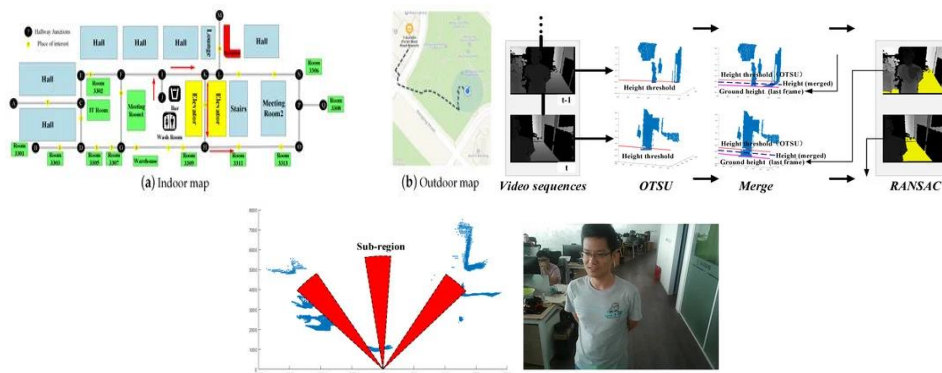 Hallway Junctions
Place of interest
Hall
Hall
Hall
Lounge
Hall
Hall
Hall
Room
3302
IT Room
Meeting
Room1
Bar
Wash Room
Elevator
Elevator
Stairs
Meeting
Room2
Room
3306
Room
3308
Room
3301
Room
3303
Room
3305
Room
3307
Warehouse
Room
3309
Room
3311
Room
3313
(a) Indoor map
(b) Outdoor map
t-1
t
Video sequences
Height threshold
Height threshold
OTSU
Height threshold (OTSU)
Height (merged)
Ground height (last frame)
Height threshold (OTSU)
Height (merged)
Ground height (last frame)
Merge
RANSAC
Sub-region